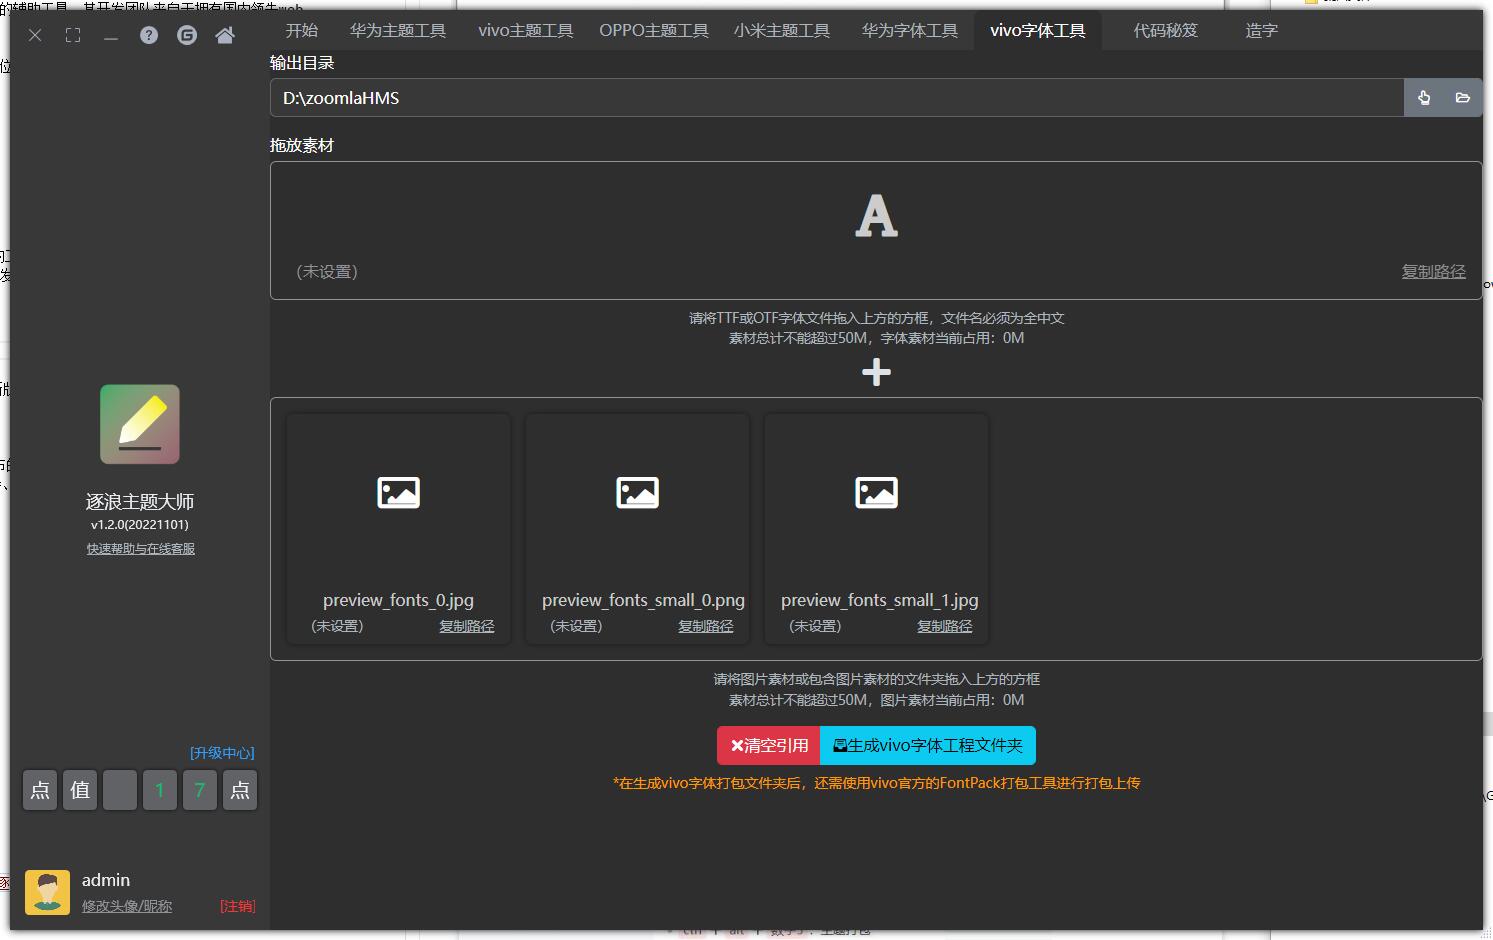 开始 华为主题工具 vivo主题工具 OPPO主题工具 小米主题工具 华为字体工具 vivo字体工具 代码秘笈 造字
输出目录
D:\zoomlaHMS
拖放素材
A
(未设置) 复制路径
请将TTF或OTF字体文件拖入上方的方框，文件名必须为全中文
素材总计不能超过50M，字体素材当前占用：0M
preview_fonts_0.jpg preview_fonts_small_0.png preview_fonts_small_1.jpg
(未设置) 复制路径 (未设置) 复制路径 (未设置) 复制路径
请将图片素材或包含图片素材的文件夹拖入上方的方框
素材总计不能超过50M，图片素材当前占用：0M
清空引用 生成vivo字体工程文件夹
*在生成vivo字体打包文件夹后，还需使用vivo官方的FontPack打包工具进行打包上传
逐浪主题大师
v1.2.0(20221101)
快速帮助与在线客服
[升级中心]
点 值 1 7 点
admin
修改头像/昵称 [注销]